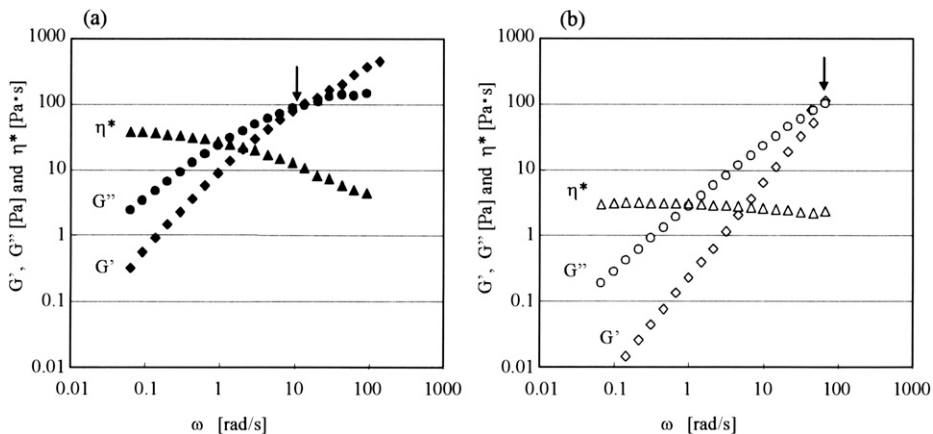 (a)
1000
100
10
1
0.1
0.01
G', G'' [Pa] and η* [Pa·s]
η*
G''
G'
0.01 0.1 1 10 100 1000
ω [rad/s]
(b)
1000
100
10
1
0.1
0.01
G', G'' [Pa] and η* [Pa·s]
η*
G''
G'
0.01 0.1 1 10 100 1000
ω [rad/s]